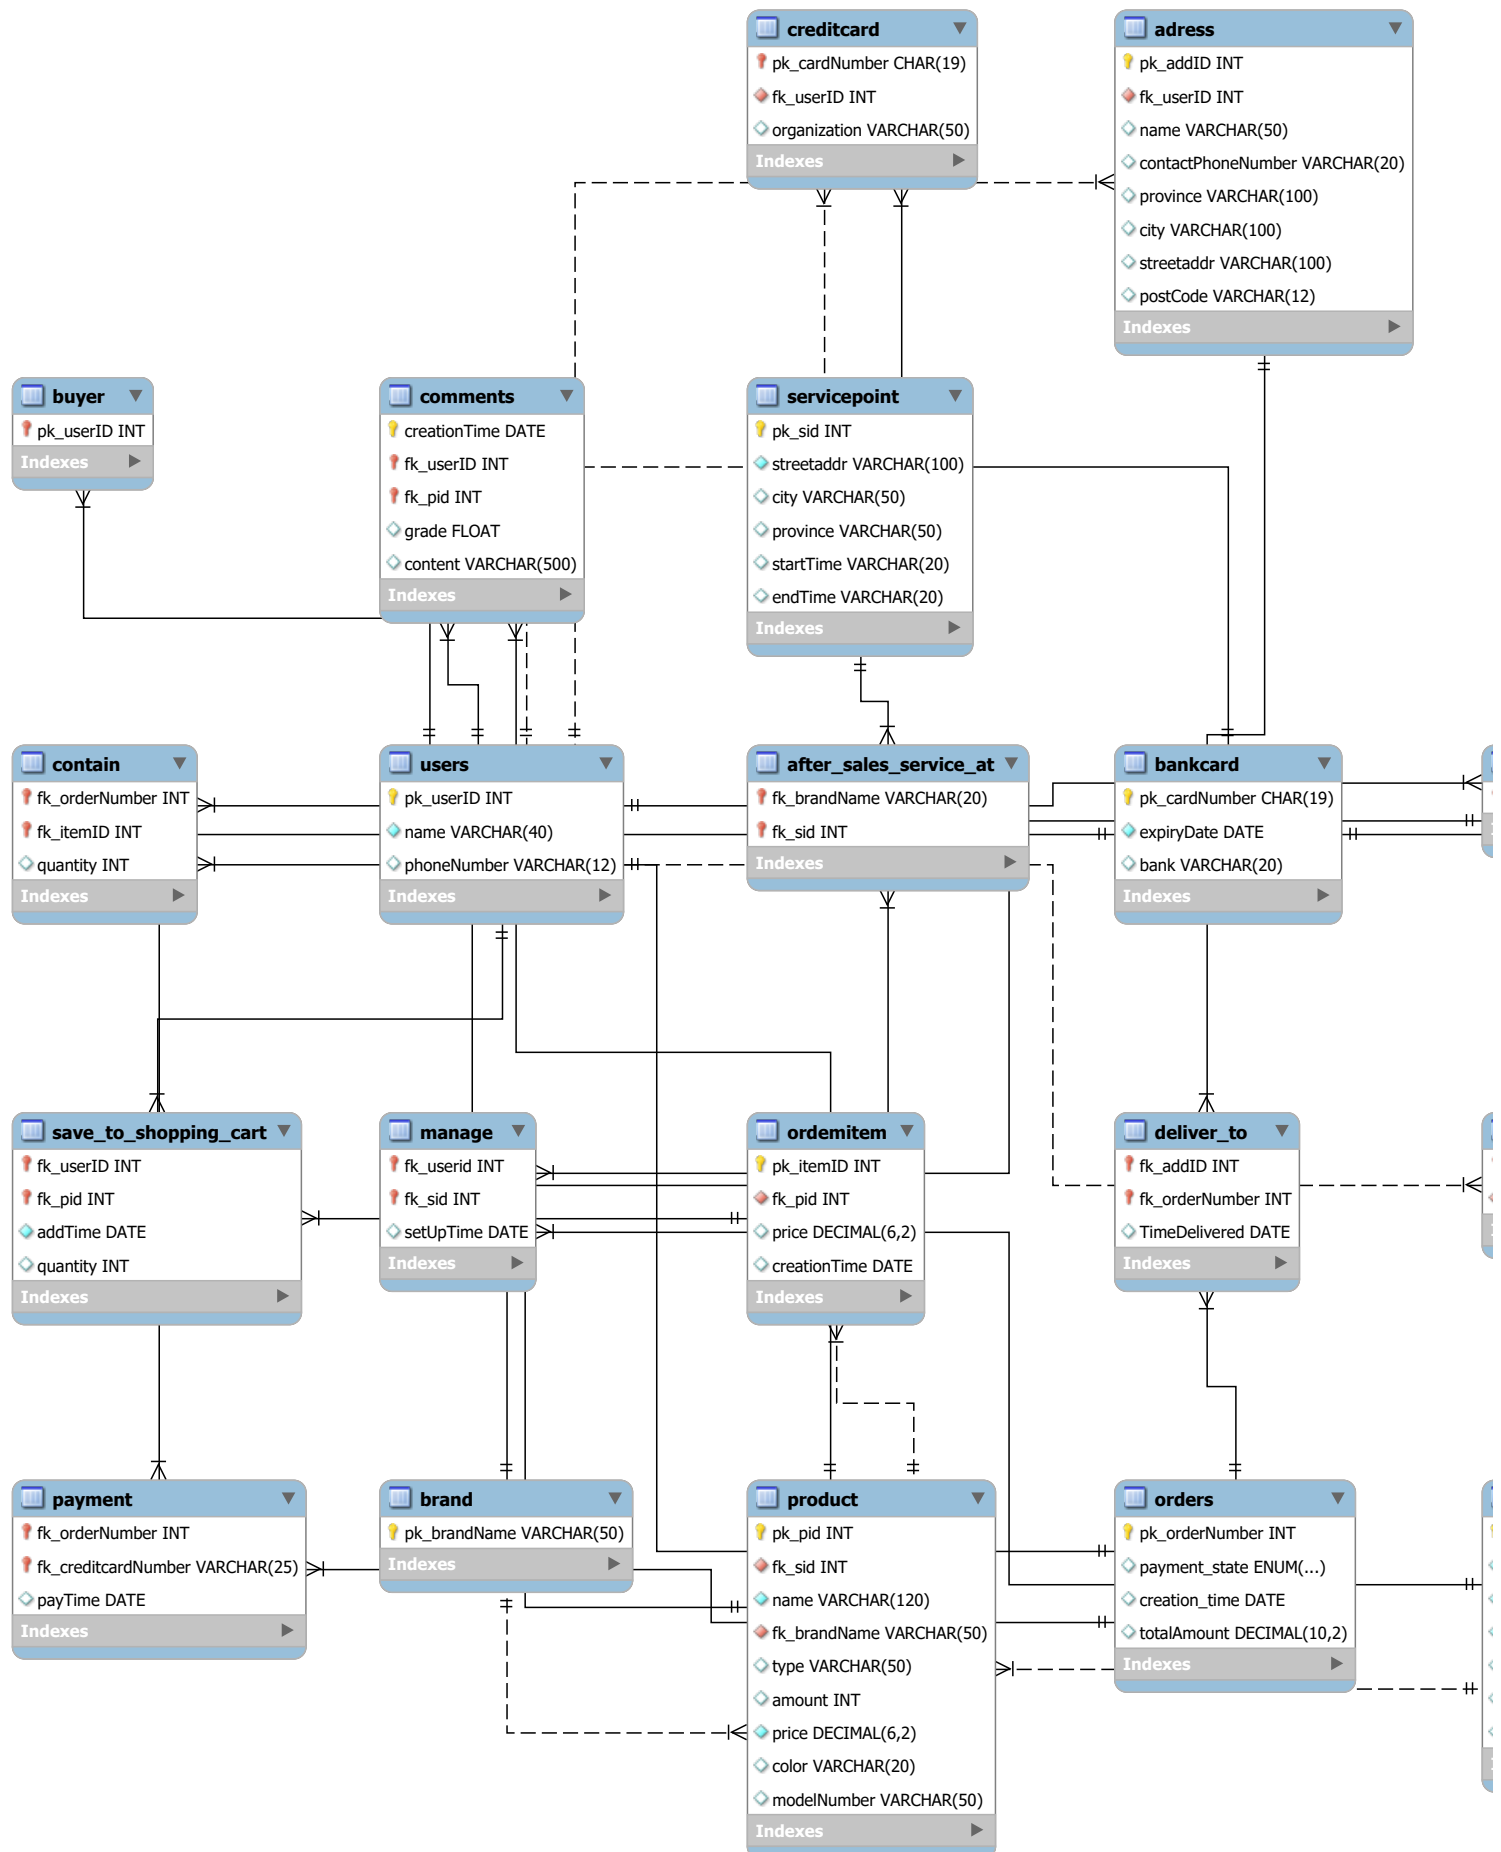 creditcard
pk_cardNumber CHAR(19)
fk_userID INT
organization VARCHAR(50)
Indexes
adress
pk_addID INT
fk_userID INT
name VARCHAR(50)
contactPhoneNumber VARCHAR(20)
province VARCHAR(100)
city VARCHAR(100)
streetaddr VARCHAR(100)
postCode VARCHAR(12)
Indexes
buyer
pk_userID INT
Indexes
comments
creationTime DATE
fk_userID INT
fk_pid INT
grade FLOAT
content VARCHAR(500)
Indexes
servicepoint
pk_sid INT
streetaddr VARCHAR(100)
city VARCHAR(50)
province VARCHAR(50)
startTime VARCHAR(20)
endTime VARCHAR(20)
Indexes
contain
fk_orderNumber INT
fk_itemID INT
quantity INT
Indexes
users
pk_userID INT
name VARCHAR(40)
phoneNumber VARCHAR(12)
Indexes
after_sales_service_at
fk_brandName VARCHAR(20)
fk_sid INT
Indexes
bankcard
pk_cardNumber CHAR(19)
expiryDate DATE
bank VARCHAR(20)
Indexes
save_to_shopping_cart
fk_userID INT
fk_pid INT
addTime DATE
quantity INT
Indexes
manage
fk_userid INT
fk_sid INT
setUpTime DATE
Indexes
ordemitem
pk_itemID INT
fk_pid INT
price DECIMAL(6,2)
creationTime DATE
Indexes
deliver_to
fk_addID INT
fk_orderNumber INT
TimeDelivered DATE
Indexes
payment
fk_orderNumber INT
fk_creditcardNumber VARCHAR(25)
payTime DATE
Indexes
brand
pk_brandName VARCHAR(50)
Indexes
product
pk_pid INT
fk_sid INT
name VARCHAR(120)
fk_brandName VARCHAR(50)
type VARCHAR(50)
amount INT
price DECIMAL(6,2)
color VARCHAR(20)
modelNumber VARCHAR(50)
Indexes
orders
pk_orderNumber INT
payment_state ENUM(...)
creation_time DATE
totalAmount DECIMAL(10,2)
Indexes